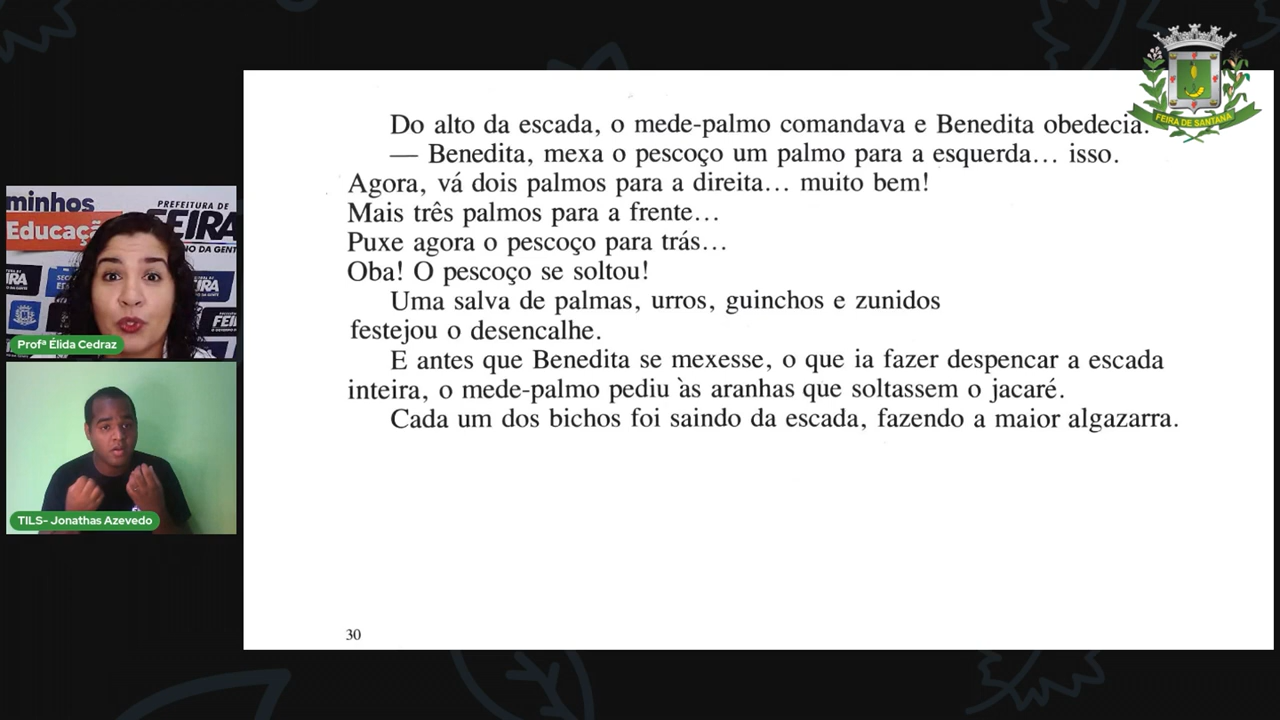 FEIRA DE SANTANA
Do alto da escada, o mede-palmo comandava e Benedita obedecia.
— Benedita, mexa o pescoço um palmo para a esquerda... isso.
Agora, vá dois palmos para a direita... muito bem!
Mais três palmos para a frente...
Puxe agora o pescoço para trás...
Oba! O pescoço se soltou!
Uma salva de palmas, urros, guinchos e zunidos
festejou o desencalhe.
E antes que Benedita se mexesse, o que ia fazer despencar a escada
inteira, o mede-palmo pediu às aranhas que soltassem o jacaré.
Cada um dos bichos foi saindo da escada, fazendo a maior algazarra.
30
minhos
Educaçã
PREFEITURA DE
FEIRA
NO DA GENT
Profª Élida Cedraz
TILS- Jonathas Azevedo